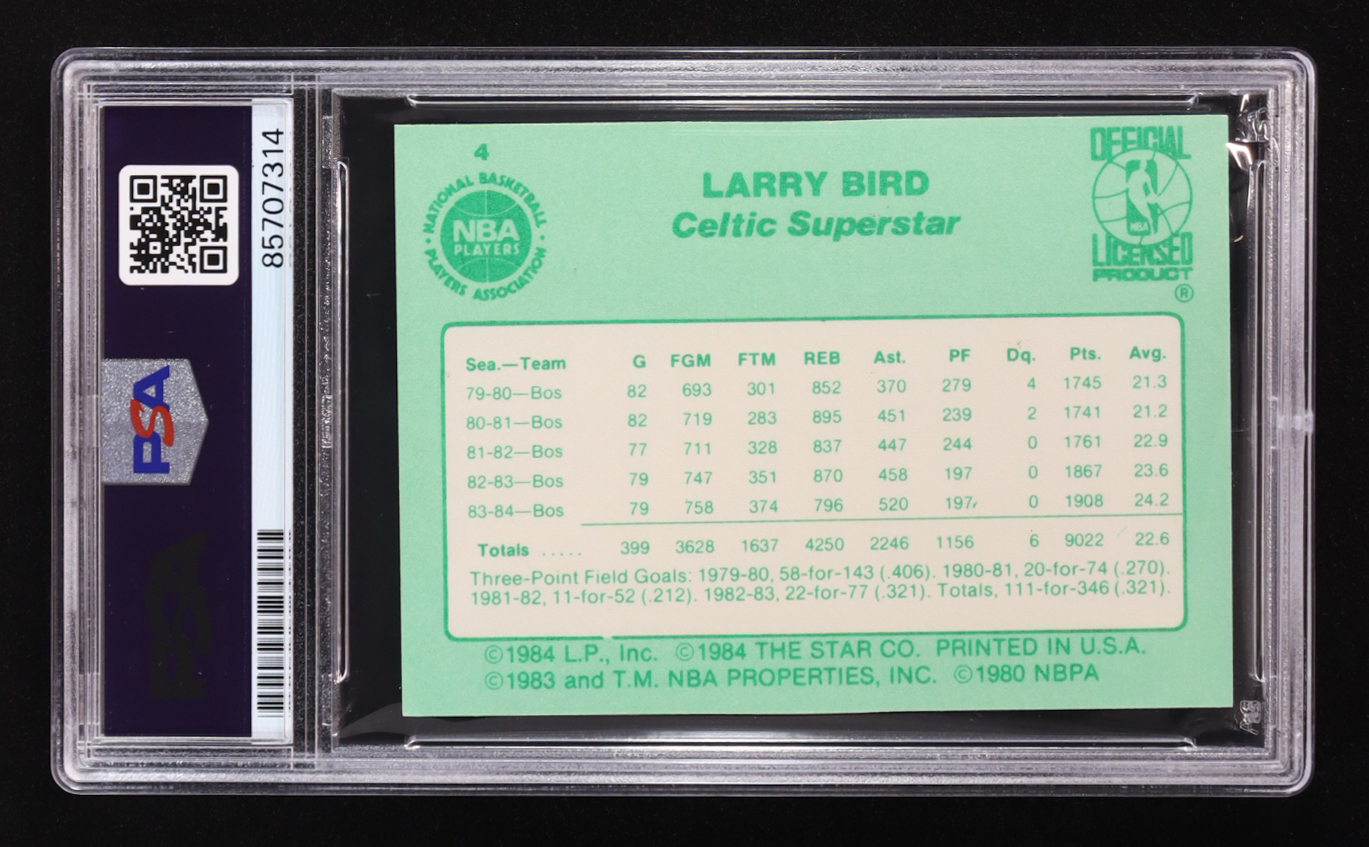 85707314
PSA
PSA
4
NATIONAL BASKETBALL
NBA
PLAYERS
PLAYERS ASSOCIATION
LARRY BIRD
Celtic Superstar
OFFICIAL
NBA
LICENSED
PRODUCT
®
Sea.—Team G FGM FTM REB Ast. PF Dq. Pts. Avg.
79-80—Bos 82 693 301 852 370 279 4 1745 21.3
80-81—Bos 82 719 283 895 451 239 2 1741 21.2
81-82—Bos 77 711 328 837 447 244 0 1761 22.9
82-83—Bos 79 747 351 870 458 197 0 1867 23.6
83-84—Bos 79 758 374 796 520 197 0 1908 24.2
Totals ..... 399 3628 1637 4250 2246 1156 6 9022 22.6
Three-Point Field Goals: 1979-80, 58-for-143 (.406). 1980-81, 20-for-74 (.270).
1981-82, 11-for-52 (.212). 1982-83, 22-for-77 (.321). Totals, 111-for-346 (.321).
©1984 L.P., Inc. ©1984 THE STAR CO. PRINTED IN U.S.A.
©1983 and T.M. NBA PROPERTIES, INC. ©1980 NBPA